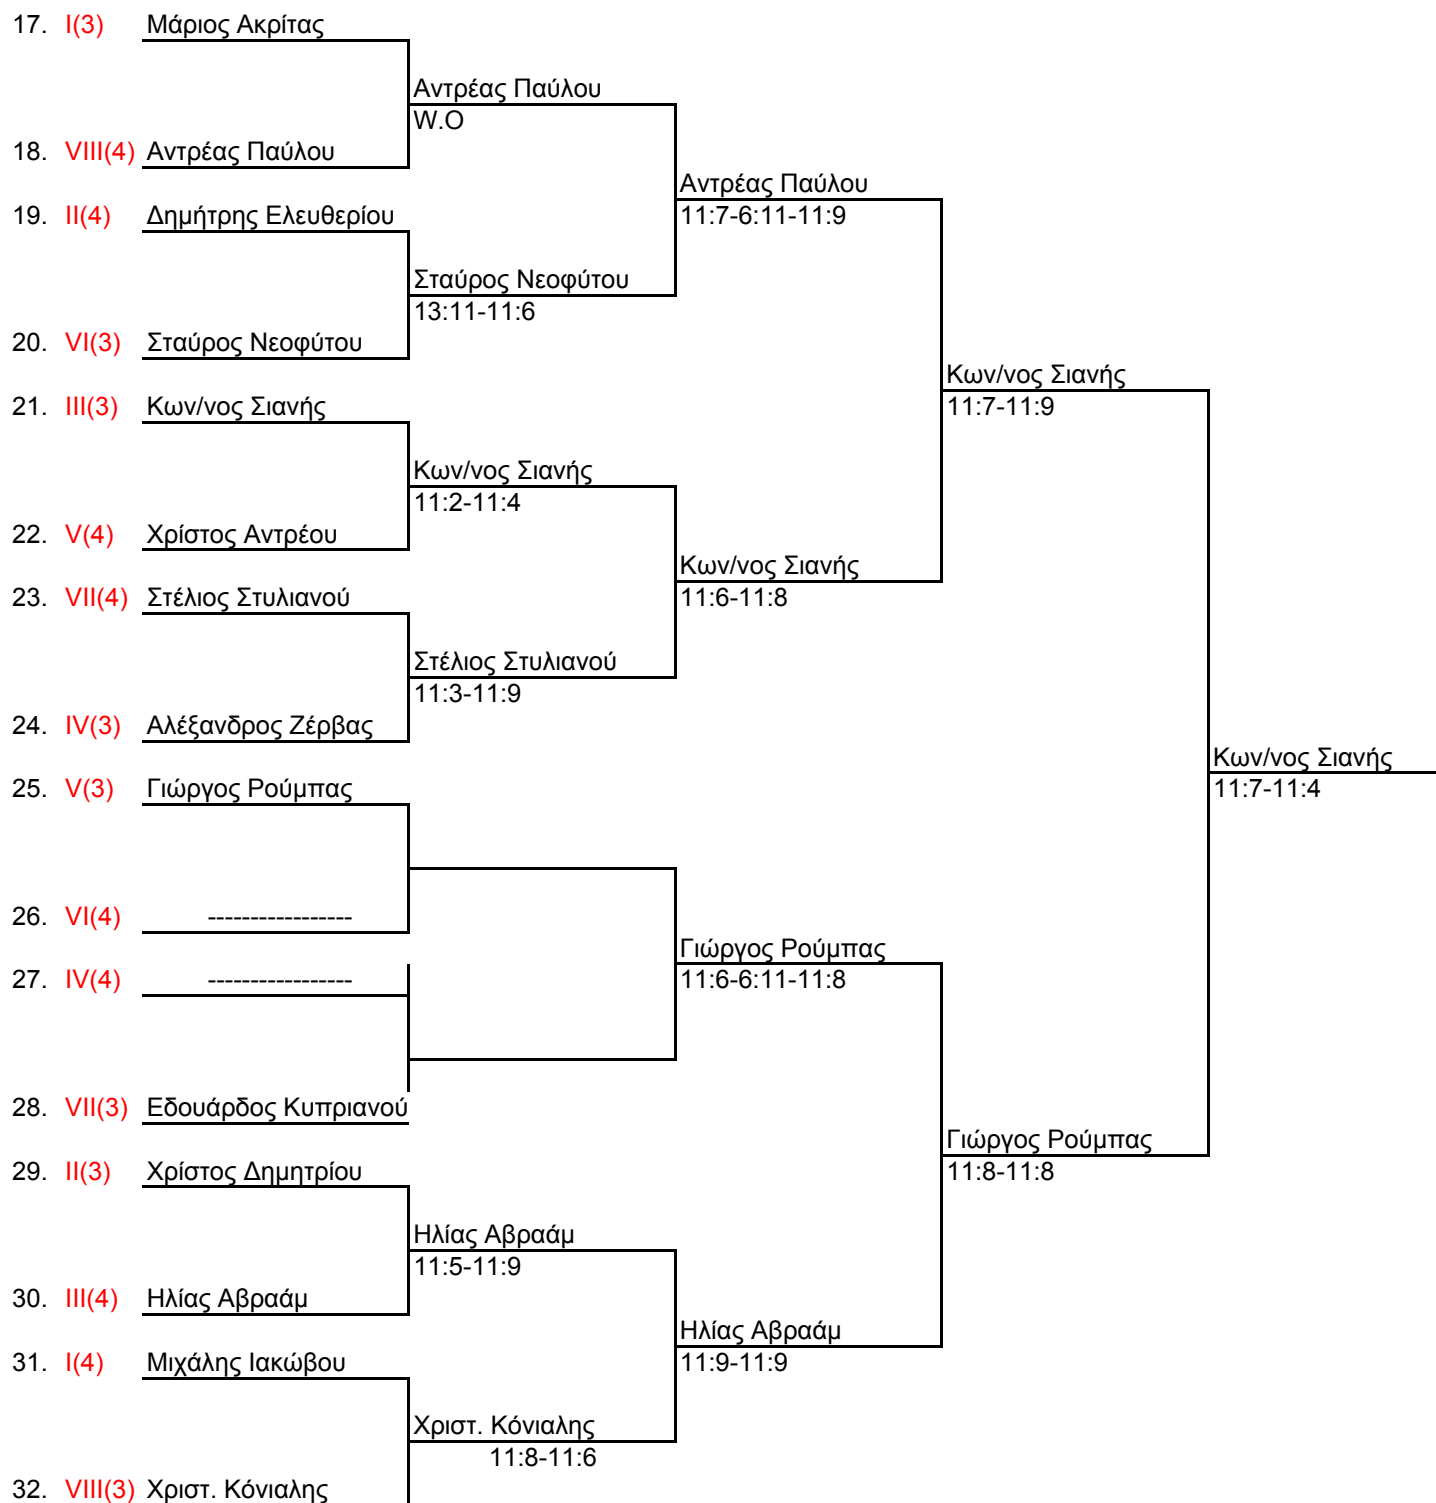 17. I(3) Μάριος Ακρίτας
Αντρέας Παύλου
W.O
18. VIII(4) Αντρέας Παύλου
Αντρέας Παύλου
19. II(4) Δημήτρης Ελευθερίου
11:7-6:11-11:9
Σταύρος Νεοφύτου
13:11-11:6
20. VI(3) Σταύρος Νεοφύτου
Κων/νος Σιανής
21. III(3) Κων/νος Σιανής
11:7-11:9
Κων/νος Σιανής
11:2-11:4
22. V(4) Χρίστος Αντρέου
Κων/νος Σιανής
23. VII(4) Στέλιος Στυλιανού
11:6-11:8
Στέλιος Στυλιανού
11:3-11:9
24. IV(3) Αλέξανδρος Ζέρβας
Κων/νος Σιανής
25. V(3) Γιώργος Ρούμπας
11:7-11:4
26. VI(4) -----------------
Γιώργος Ρούμπας
27. IV(4) -----------------
11:6-6:11-11:8
28. VII(3) Εδουάρδος Κυπριανού
Γιώργος Ρούμπας
29. II(3) Χρίστος Δημητρίου
11:8-11:8
Ηλίας Αβραάμ
11:5-11:9
30. III(4) Ηλίας Αβραάμ
Ηλίας Αβραάμ
31. I(4) Μιχάλης Ιακώβου
11:9-11:9
Χριστ. Κόνιαλης
11:8-11:6
32. VIII(3) Χριστ. Κόνιαλης